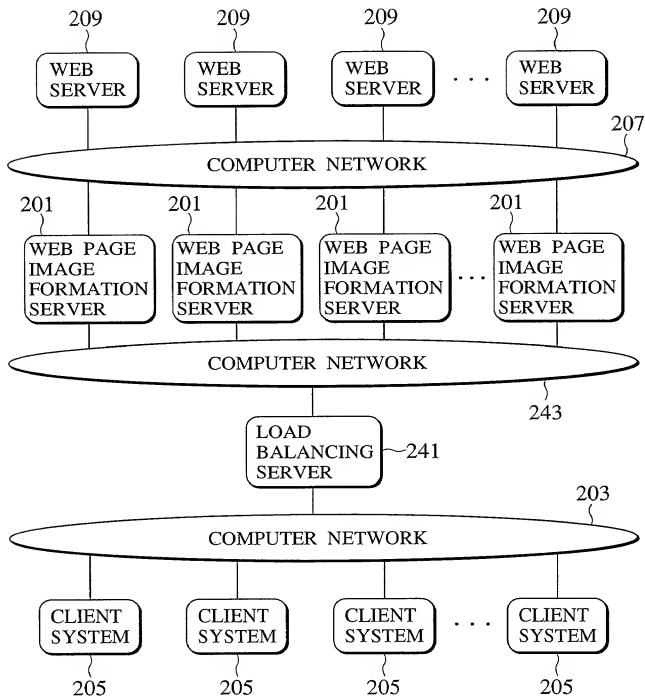 209 209 209 209
WEB SERVER WEB SERVER WEB SERVER ... WEB SERVER
207
COMPUTER NETWORK
201 201 201 201
WEB PAGE WEB PAGE WEB PAGE WEB PAGE
IMAGE IMAGE IMAGE ... IMAGE
FORMATION FORMATION FORMATION FORMATION
SERVER SERVER SERVER SERVER
COMPUTER NETWORK
243
LOAD
BALANCING
SERVER
241
203
COMPUTER NETWORK
CLIENT CLIENT CLIENT ... CLIENT
SYSTEM SYSTEM SYSTEM SYSTEM
205 205 205 205